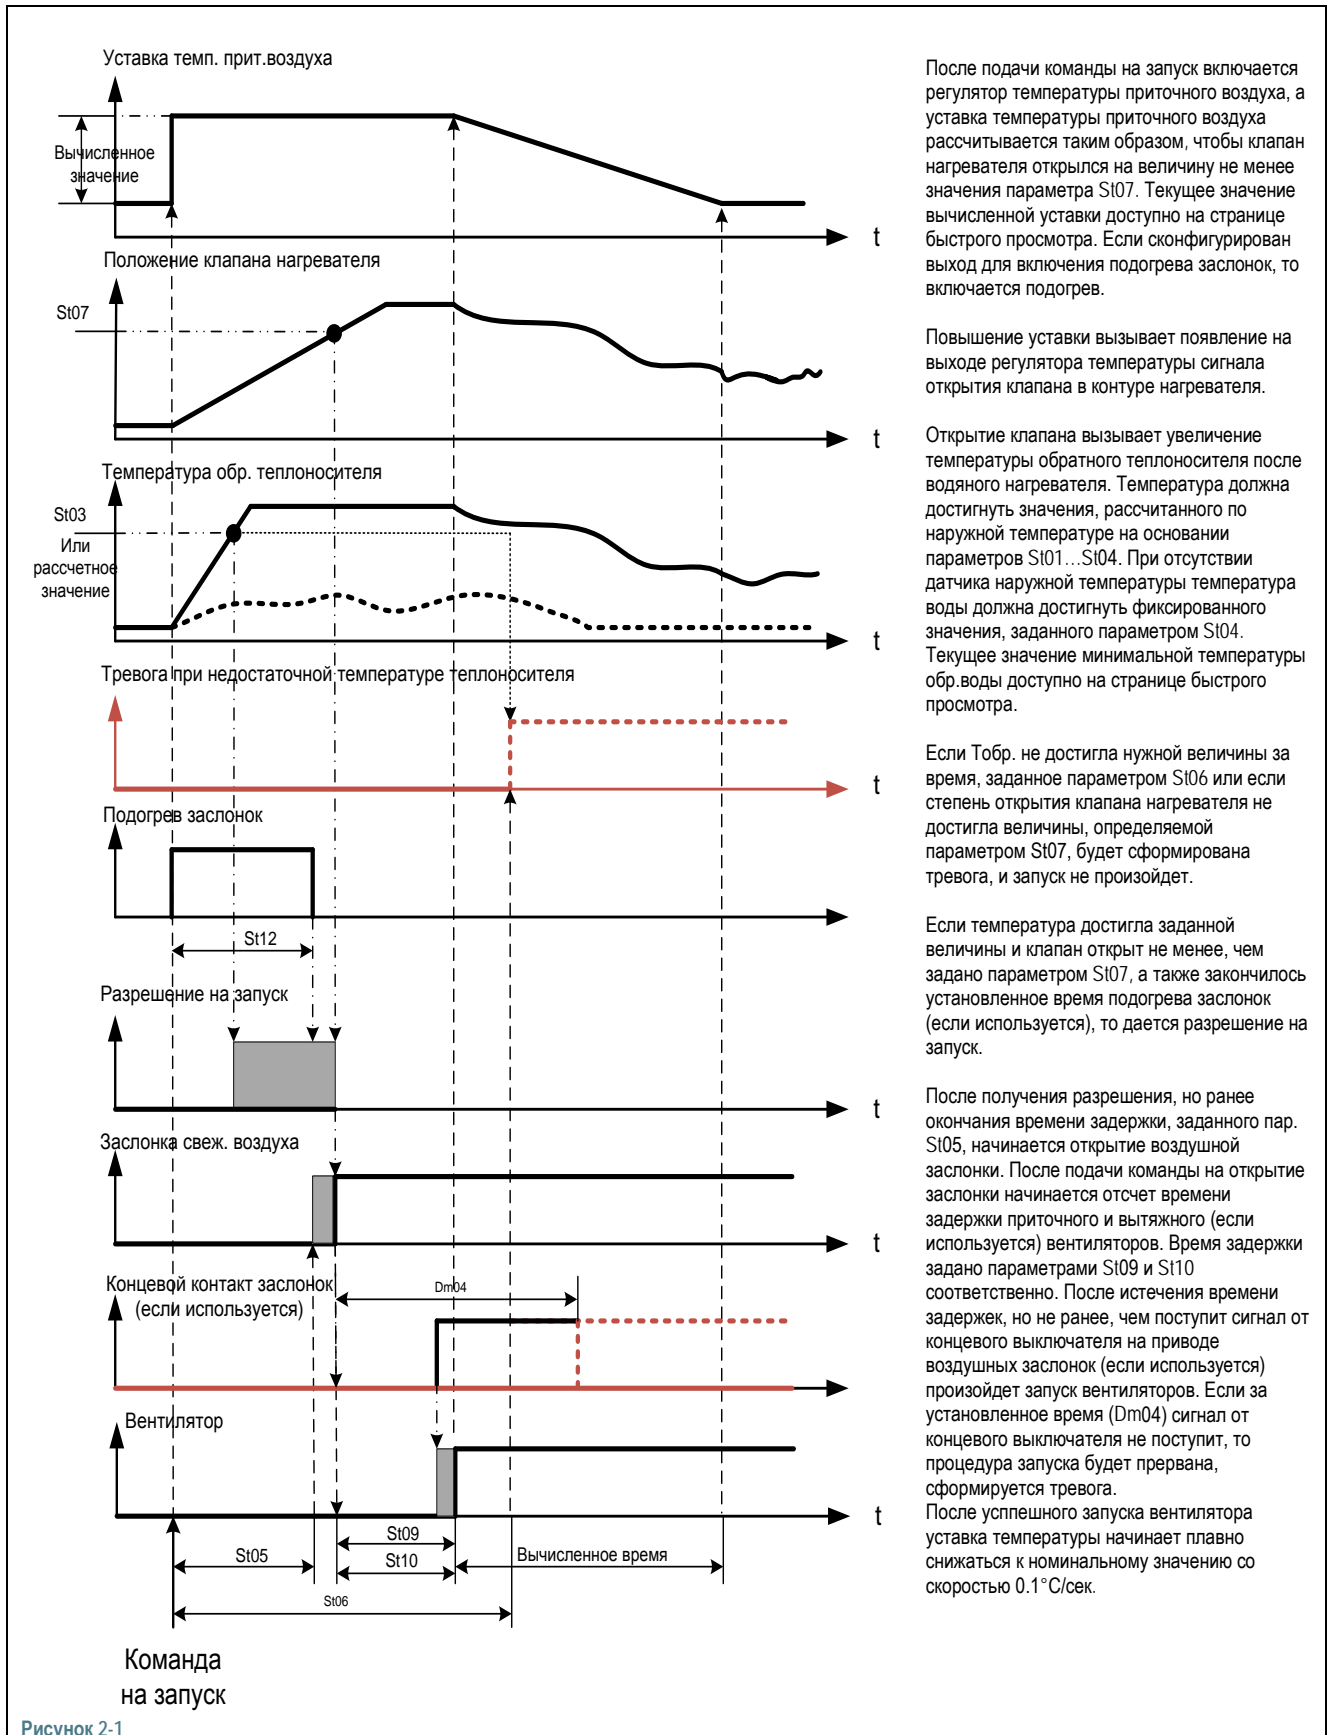 Уставка темп. прит.воздуха
Вычисленное
значение
t
Положение клапана нагревателя
St07
t
Температура обр. теплоносителя
St03
Или
рассчетное
значение
t
Тревога при недостаточной температуре теплоносителя
t
Подогрев заслонок
St12
Разрешение на запуск
t
Заслонка свеж. воздуха
t
Концевой контакт заслонок
(если используется)
Dm04
Вентилятор
t
St09
St05
St10
Вычисленное время
St06
Команда
на запуск
После подачи команды на запуск включается
регулятор температуры приточного воздуха, а
уставка температуры приточного воздуха
рассчитывается таким образом, чтобы клапан
нагревателя открылся на величину не менее
значения параметра St07. Текущее значение
вычисленной уставки доступно на странице
быстрого просмотра. Если сконфигурирован
выход для включения подогрева заслонок, то
включается подогрев.
Повышение уставки вызывает появление на
выходе регулятора температуры сигнала
открытия клапана в контуре нагревателя.
Открытие клапана вызывает увеличение
температуры обратного теплоносителя после
водяного нагревателя. Температура должна
достигнуть значения, рассчитанного по
наружной температуре на основании
параметров St01…St04. При отсутствии
датчика наружной температуры температура
воды должна достигнуть фиксированного
значения, заданного параметром St04.
Текущее значение минимальной температуры
обр.воды доступно на странице быстрого
просмотра.
Если Тобр. не достигла нужной величины за
время, заданное параметром St06 или если
степень открытия клапана нагревателя не
достигла величины, определяемой
параметром St07, будет сформирована
тревога, и запуск не произойдет.
Если температура достигла заданной
величины и клапан открыт не менее, чем
задано параметром St07, а также закончилось
установленное время подогрева заслонок
(если используется), то дается разрешение на
запуск.
После получения разрешения, но ранее
окончания времени задержки, заданного пар.
St05, начинается открытие воздушной
заслонки. После подачи команды на открытие
заслонки начинается отсчет времени
задержки приточного и вытяжного (если
используется) вентиляторов. Время задержки
задано параметрами St09 и St10
соответственно. После истечения времени
задержек, но не ранее, чем поступит сигнал от
концевого выключателя на приводе
воздушных заслонок (если используется)
произойдет запуск вентиляторов. Если за
установленное время (Dm04) сигнал от
концевого выключателя не поступит, то
процедура запуска будет прервана,
сформируется тревога.
После усппешного запуска вентилятора
уставка температуры начинает плавно
снижаться к номинальному значению со
скоростью 0.1°С/сек.
Рисунок 2-1